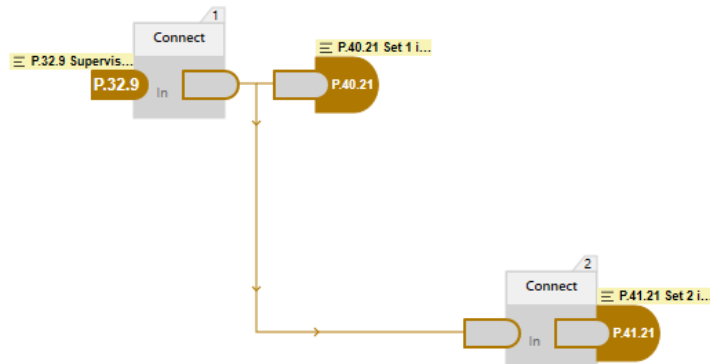 1
Connect
P.40.21 Set 1 i...
P.32.9 Supervis...
P.32.9
In
P.40.21
2
Connect
P.41.21 Set 2 i...
In
P.41.21